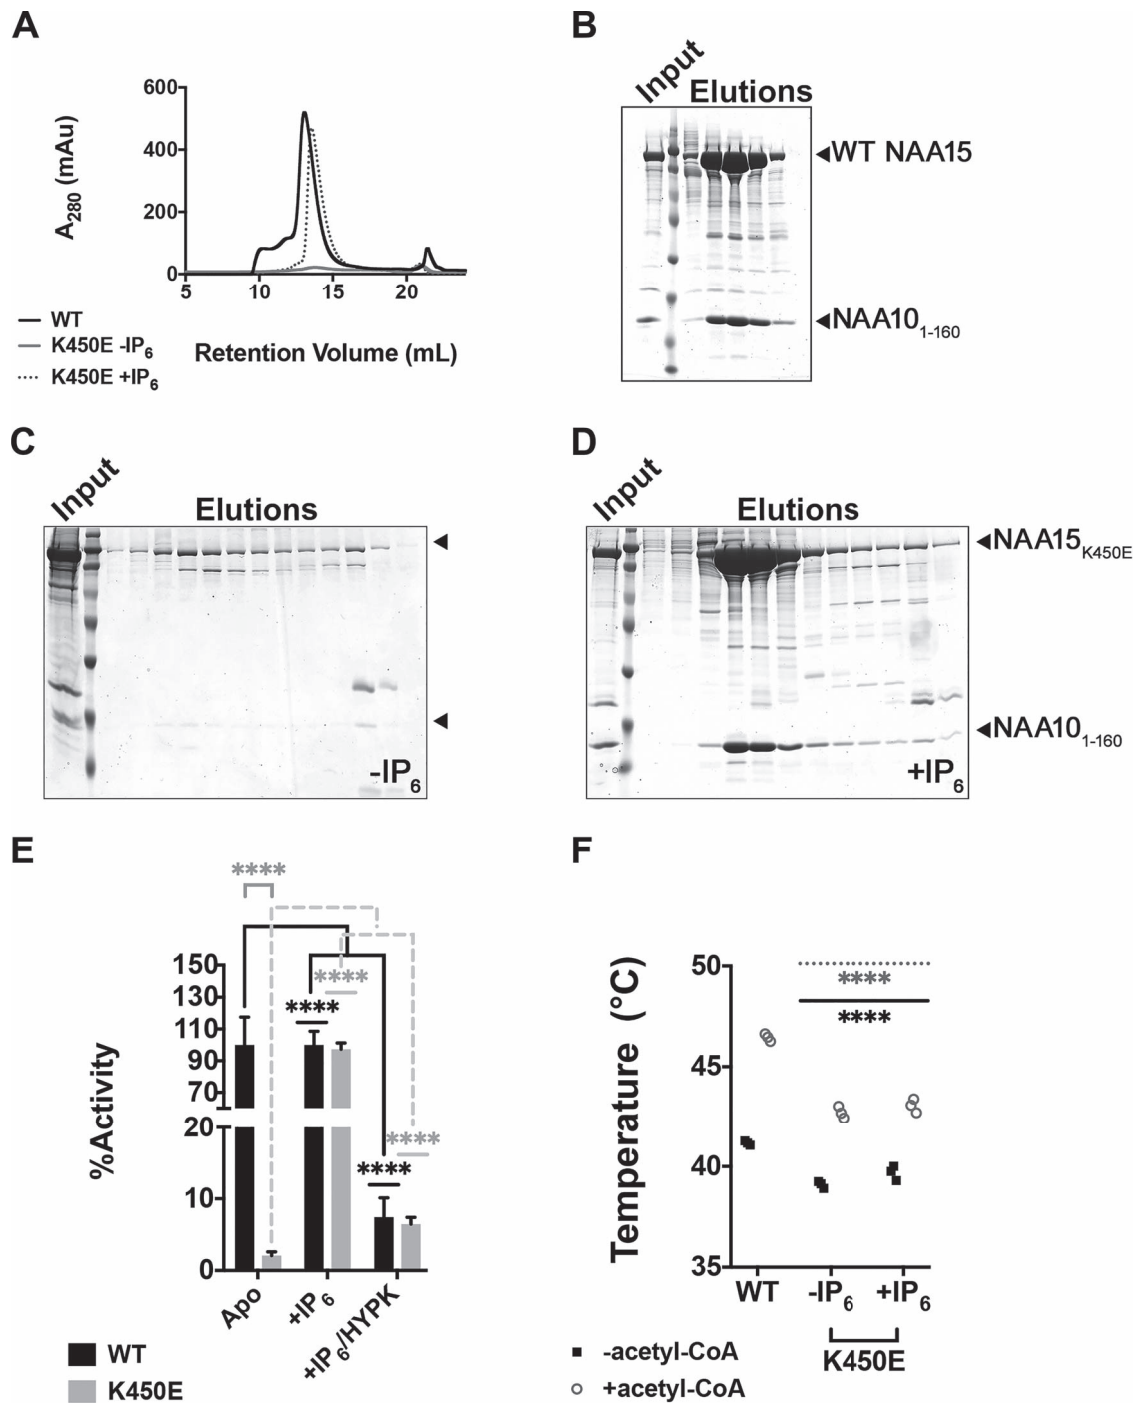 A
600
400
200
0
5 10 15 20
A280 (mAu)
Retention Volume (mL)
WT
K450E -IP6
K450E +IP6
B
Input
Elutions
WT NAA15
NAA101-160
C
Input
Elutions
-IP6
D
Input
Elutions
NAA15K450E
NAA101-160
+IP6
E
****
****
****
****
****
150
130
110
90
70
20
10
0
%Activity
Apo
+IP6
+IP6/HYPK
WT
K450E
F
50
45
40
35
Temperature (°C)
****
****
WT -IP6 +IP6
K450E
-acetyl-CoA
+acetyl-CoA